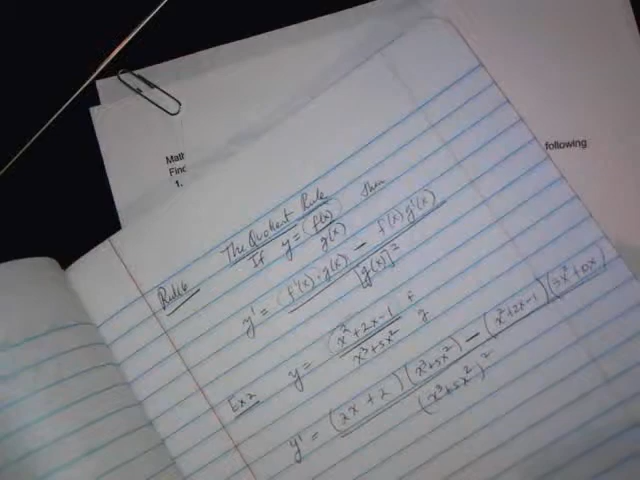 Math
Find
1.
following
Rule
The Quotient Rule
If y = (f(x)) / g(x) then
y' = (f'(x) · g(x) − f(x) g'(x)) / [g(x)]²
Ex 2
y = (x² + 2x - 1) / (x³ + 5x²) f g
y' = (2x + 2)(x³ + 5x²) − (x² + 2x - 1)(3x² + 10x) / (x³ + 5x²)²